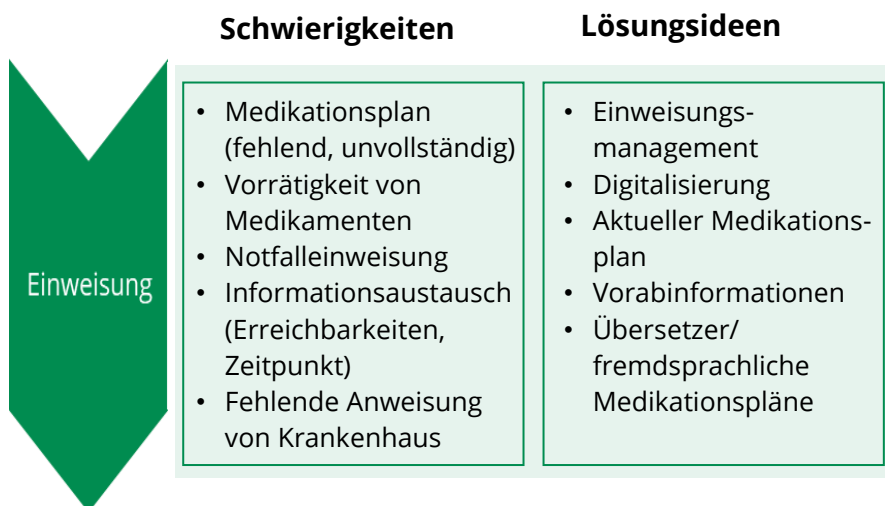 Schwierigkeiten
Lösungsideen
Einweisung
• Medikationsplan
(fehlend, unvollständig)
• Vorrätigkeit von
Medikamenten
• Notfalleinweisung
• Informationsaustausch
(Erreichbarkeiten,
Zeitpunkt)
• Fehlende Anweisung
von Krankenhaus
• Einweisungs-
management
• Digitalisierung
• Aktueller Medikations-
plan
• Vorabinformationen
• Übersetzer/
fremdsprachliche
Medikationspläne